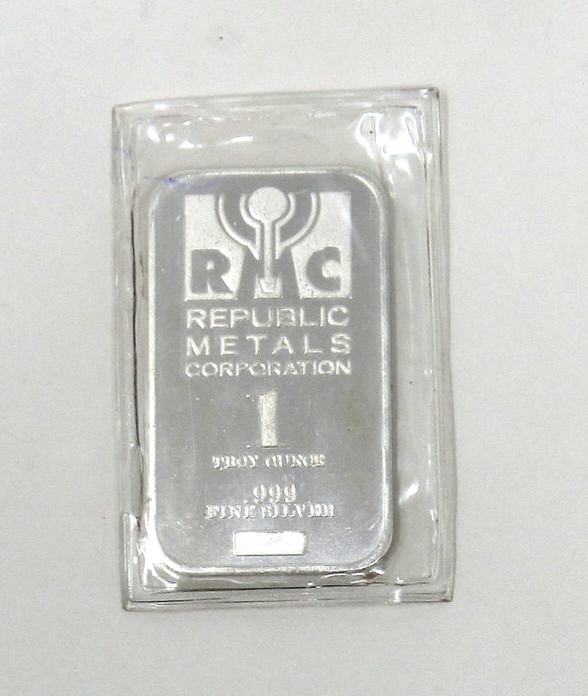 RMC
REPUBLIC
METALS
CORPORATION
1
TROY OUNCE
.999
FINE SILVER